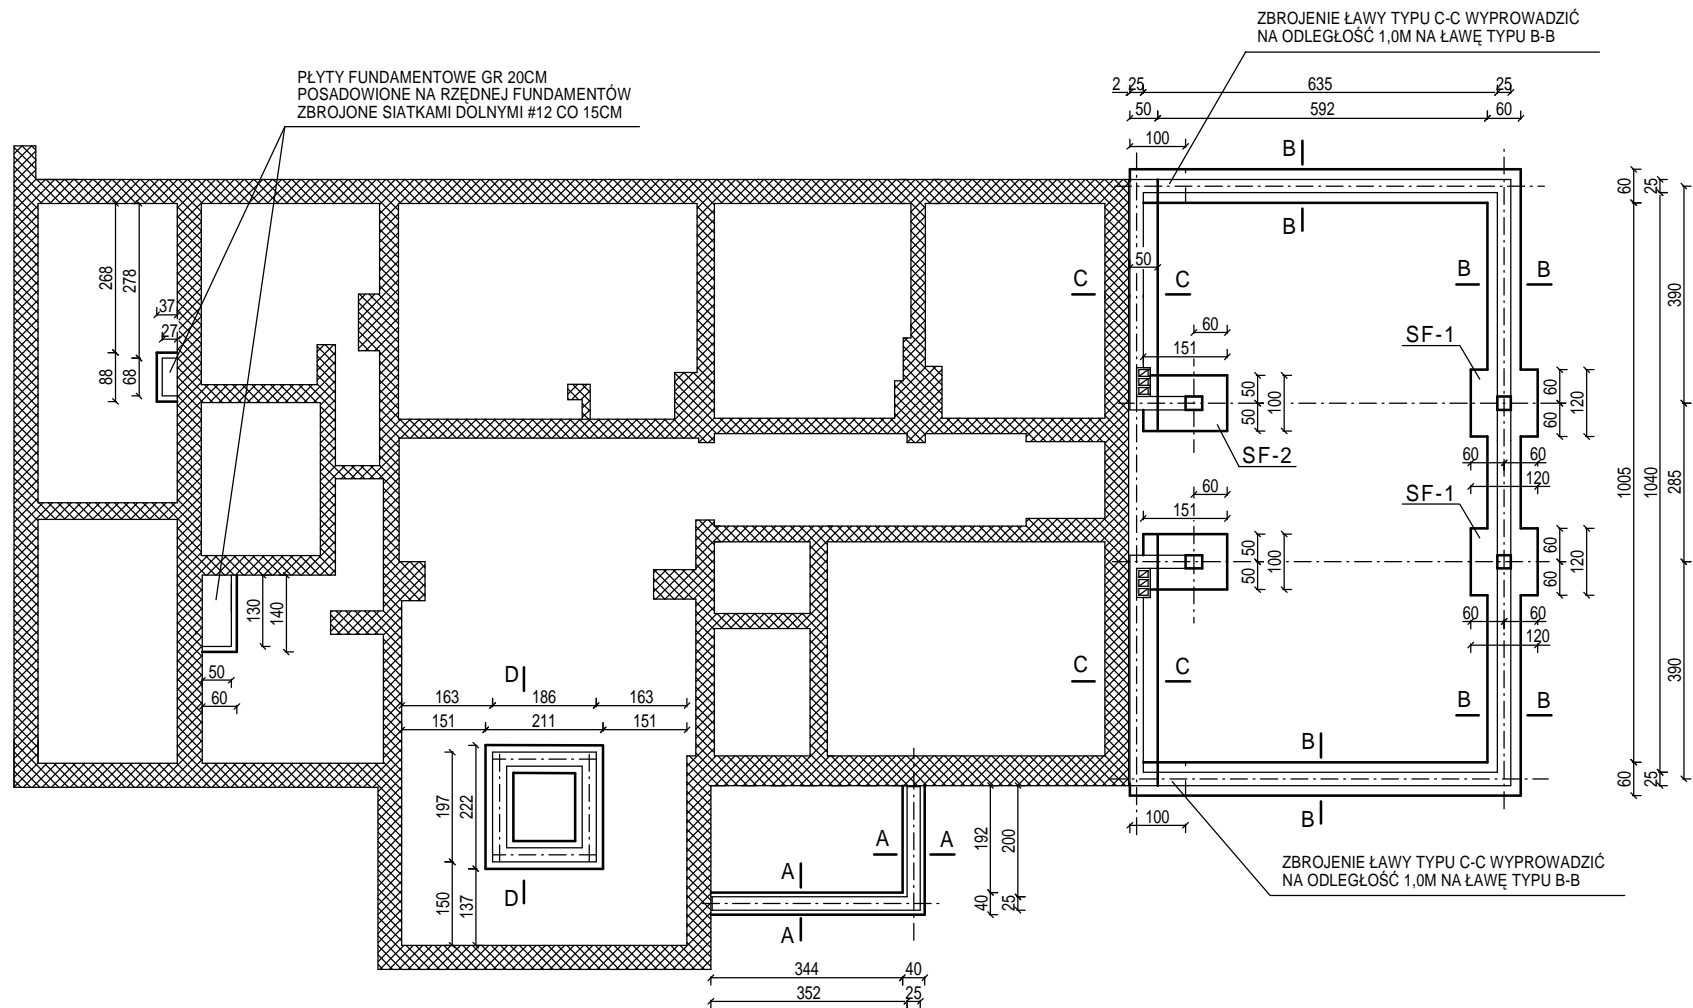 ZBROJENIE ŁAWY TYPU C-C WYPROWADZIĆ
NA ODLEGŁOŚĆ 1,0M NA ŁAWĘ TYPU B-B
PŁYTY FUNDAMENTOWE GR 20CM
POSADOWIONE NA RZĘDNEJ FUNDAMENTÓW
ZBROJONE SIATKAMI DOLNYMI #12 CO 15CM
2 25 635 25
50 592 60
100
B
B
60
25
50
C C
B B
390
268
278
37
27
88
68
60
151
SF-1
50
50
100
60
60
120
SF-2
60 60
120
1005
1040
285
60
151
SF-1
50
50
100
60
60
120
60 60
120
130
140
50
60
C C
D
163 186 163
151 211 151
B B
390
B
B
60
25
197
222
150
137
D
100
A A
192
200
A
A
40
25
ZBROJENIE ŁAWY TYPU C-C WYPROWADZIĆ
NA ODLEGŁOŚĆ 1,0M NA ŁAWĘ TYPU B-B
344 40
352 25